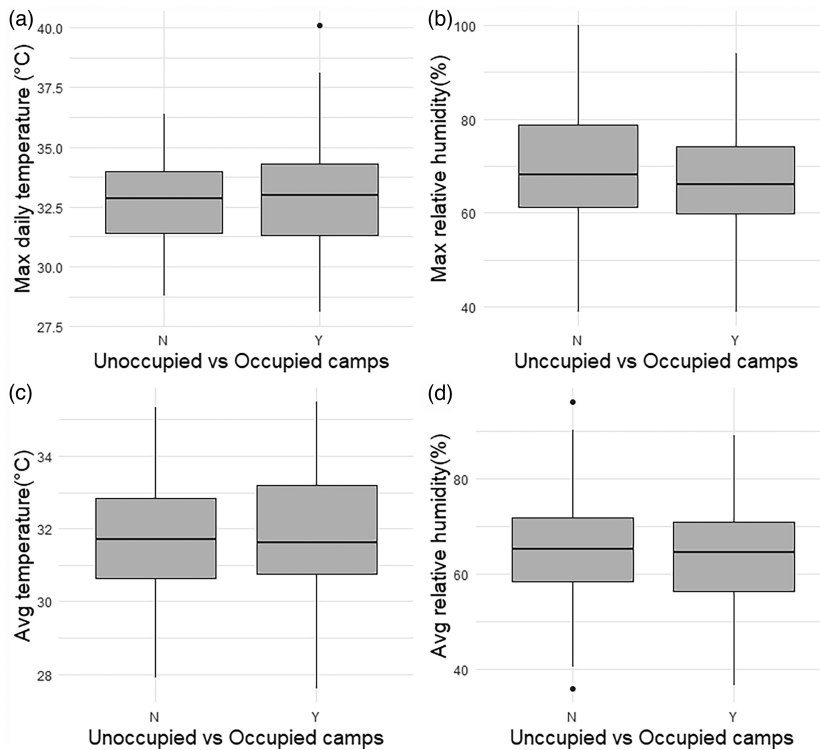 (a)
Max daily temperature (°C)
40.0
37.5
35.0
32.5
30.0
27.5
N
Y
Unoccupied vs Occupied camps
(b)
Max relative humidity(%)
100
80
60
40
N
Y
Unccupied vs Occupied camps
(c)
Avg temperature(°C)
34
32
30
28
N
Y
Unoccupied vs Occupied camps
(d)
Avg relative humidity(%)
80
60
40
N
Y
Unccupied vs Occupied camps